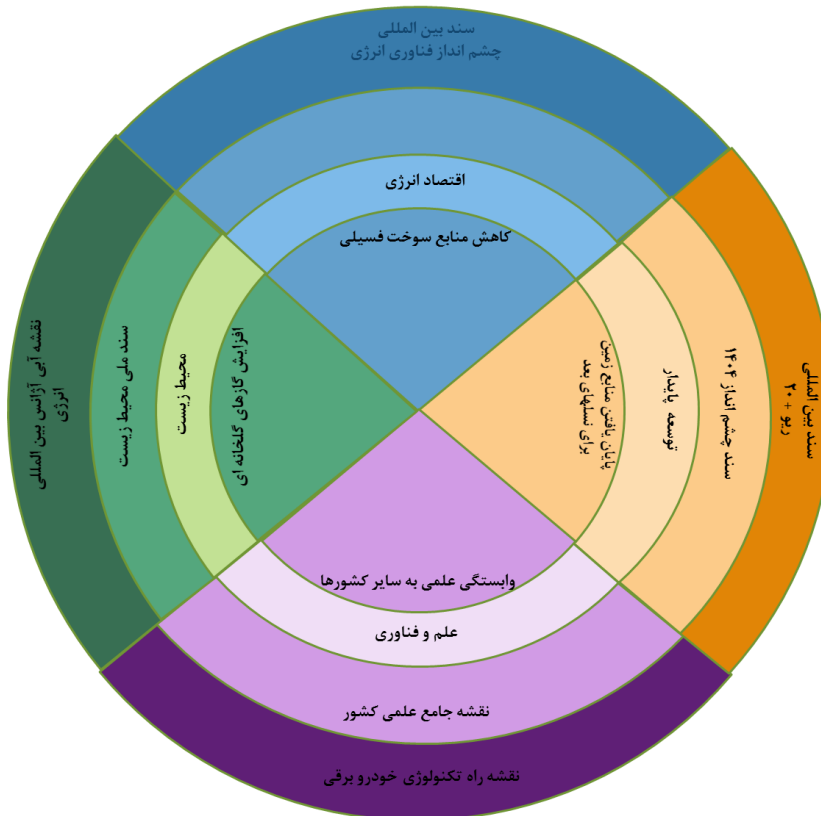 سند بین المللی
چشم انداز فناوری انرژی
اقتصاد انرژی
کاهش منابع سوخت فسیلی
سند بین المللی
ریو + ۲۰
سند چشم انداز ۱۴۰۴
توسعه پایدار
پایان یافتن منابع زمین
برای نسلهای بعد
افزایش گازهای گلخانه ای
محیط زیست
سند ملی محیط زیست
نقشه آبی آژانس بین المللی
انرژی
وابستگی علمی به سایر کشورها
علم و فناوری
نقشه جامع علمی کشور
نقشه راه تکنولوژی خودرو برقی